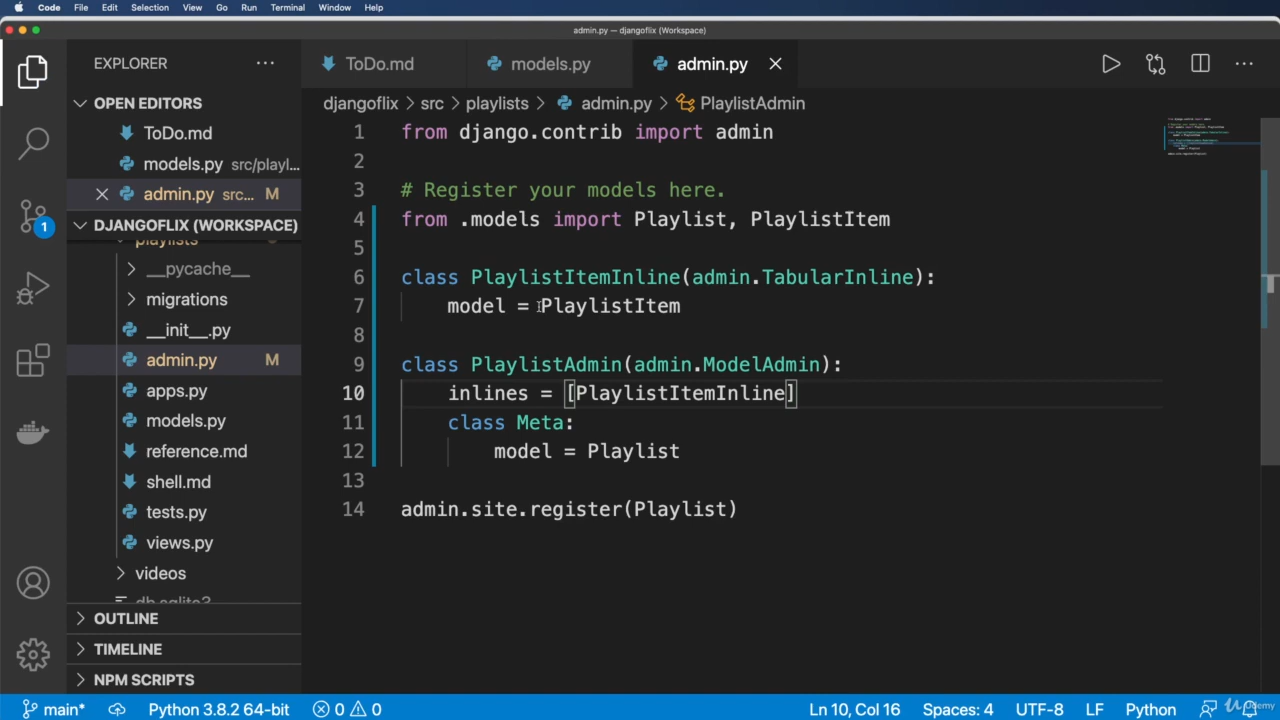 Code File Edit Selection View Go Run Terminal Window Help
admin.py — djangoflix (Workspace)
EXPLORER
OPEN EDITORS
ToDo.md
models.py src/playl...
admin.py src... M
DJANGOFLIX (WORKSPACE)
playlists
__pycache__
migrations
__init__.py
admin.py M
apps.py
models.py
reference.md
shell.md
tests.py
views.py
videos
db.sqlite3
OUTLINE
TIMELINE
NPM SCRIPTS
1
ToDo.md models.py admin.py
djangoflix > src > playlists > admin.py > PlaylistAdmin
1 from django.contrib import admin
2
3 # Register your models here.
4 from .models import Playlist, PlaylistItem
5
6 class PlaylistItemInline(admin.TabularInline):
7 model = PlaylistItem
8
9 class PlaylistAdmin(admin.ModelAdmin):
10 inlines = [PlaylistItemInline]
11 class Meta:
12 model = Playlist
13
14 admin.site.register(Playlist)
main* Python 3.8.2 64-bit 0 0 Ln 10, Col 16 Spaces: 4 UTF-8 LF Python
Udemy